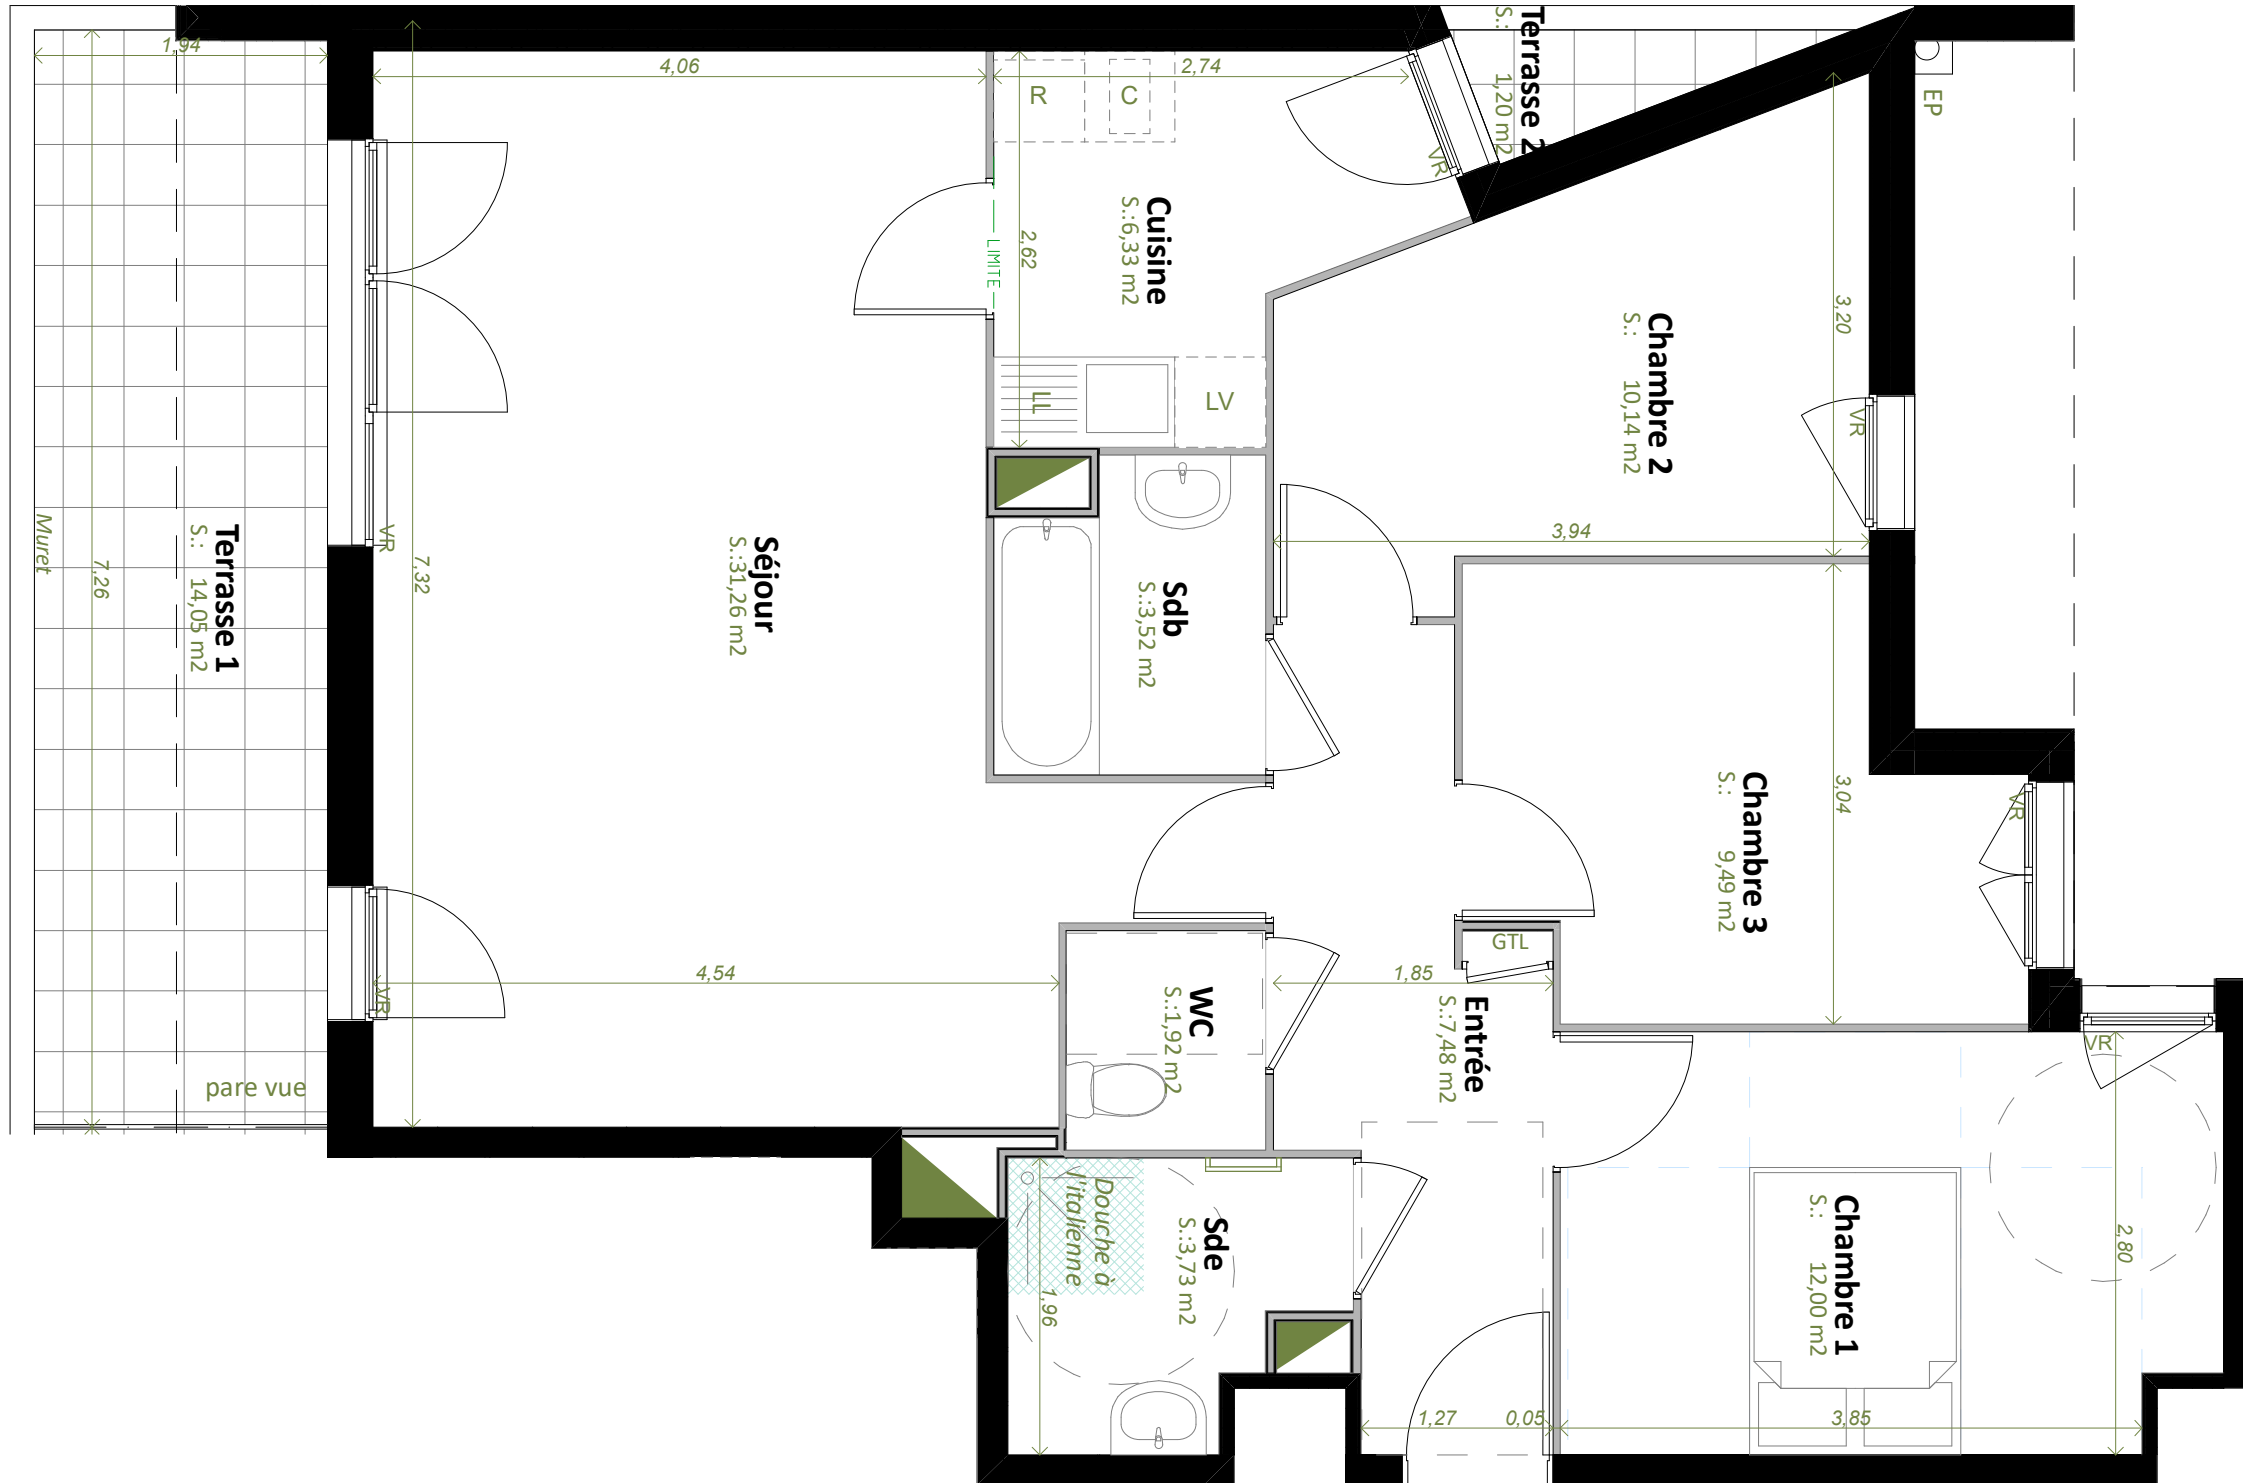 1,94
4,06
2,74
Terrasse 2
S.:
1,20 m2
R
C
EP
VR
Cuisine
S.:6,33 m2
LIMITE
2,62
Chambre 2
S.:
10,14 m2
3,20
VR
LL
LV
3,94
Muret
7,26
Terrasse 1
S.:
14,05 m2
VR
7,32
Séjour
S.:31,26 m2
Sdb
S.:3,52 m2
Chambre 3
S.:
9,49 m2
3,04
VR
GTL
4,54
1,85
VR
WC
S.:1,92 m2
Entrée
S.:7,48 m2
VR
pare vue
Douche à
l'italienne
1,96
Sde
S.:3,73 m2
Chambre 1
S.:
12,00 m2
2,80
1,27
0,05
3,85